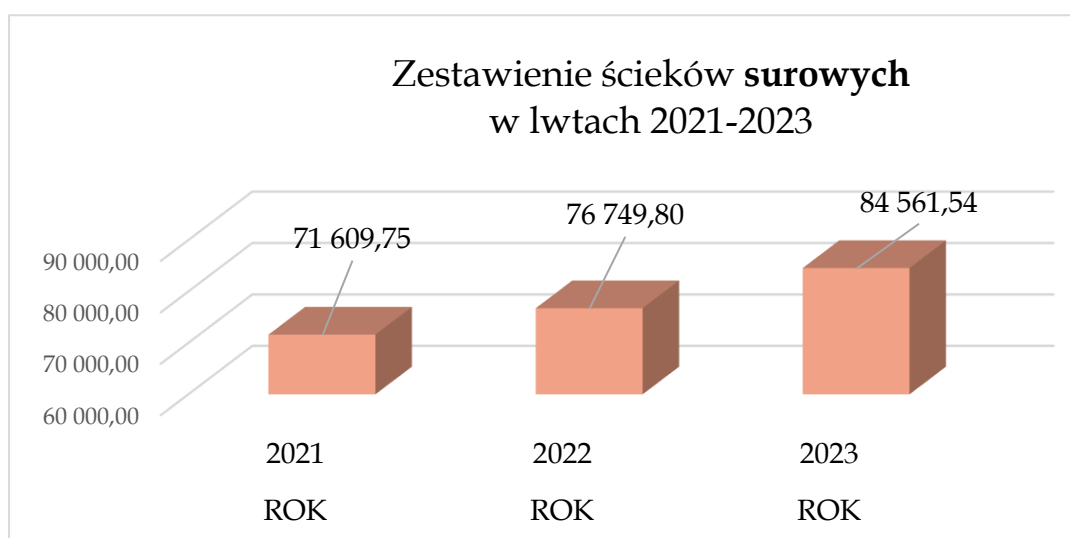 Zestawienie ścieków surowych
w lwtach 2021-2023
84 561,54
76 749,80
71 609,75
90 000,00
80 000,00
70 000,00
60 000,00
2021 2022 2023
ROK ROK ROK